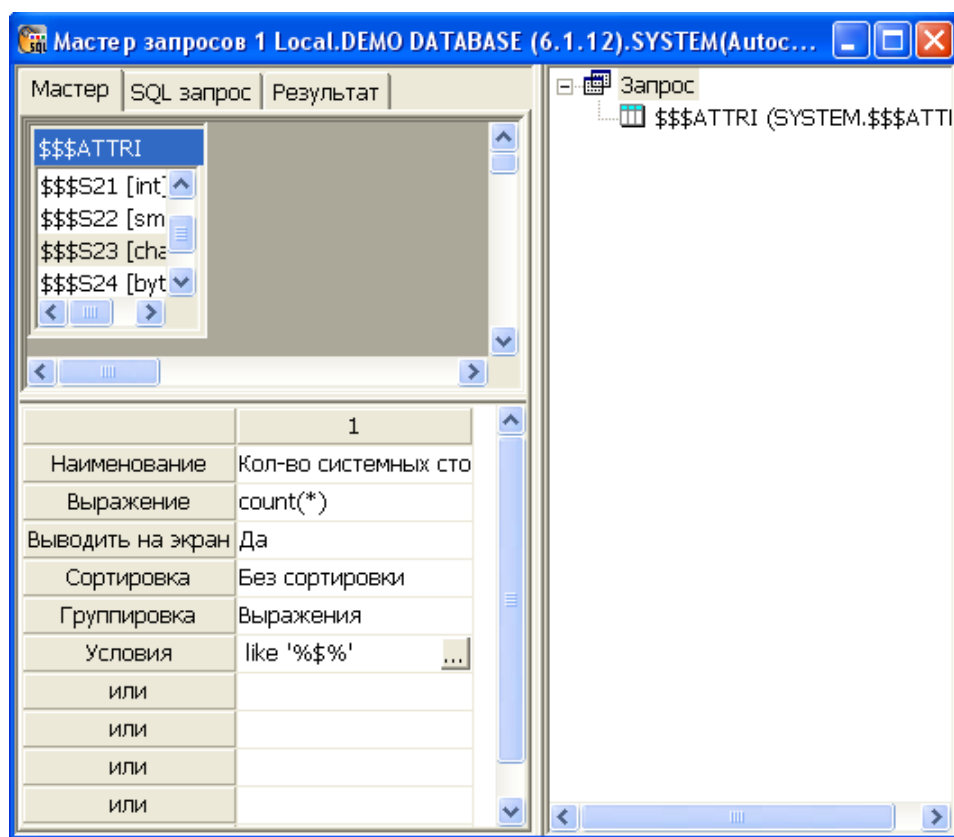 Мастер запросов 1 Local.DEMO DATABASE (6.1.12).SYSTEM(Autoc...
Мастер SQL запрос Результат
$$$ATTRI
$$$S21 [int]
$$$S22 [sm
$$$S23 [cha
$$$S24 [byt
1
Наименование Кол-во системных сто
Выражение count(*)
Выводить на экран Да
Сортировка Без сортировки
Группировка Выражения
Условия like '%$%' ...
или
или
или
или
Запрос
$$$ATTRI (SYSTEM.$$$ATTI